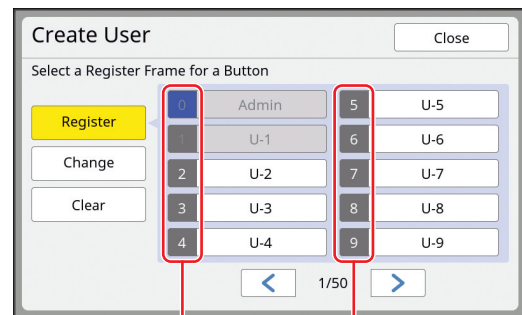 Create User
Close
Select a Register Frame for a Button
Register
Change
Clear
0 Admin
1 U-1
2 U-2
3 U-3
4 U-4
5 U-5
6 U-6
7 U-7
8 U-8
9 U-9
1/50